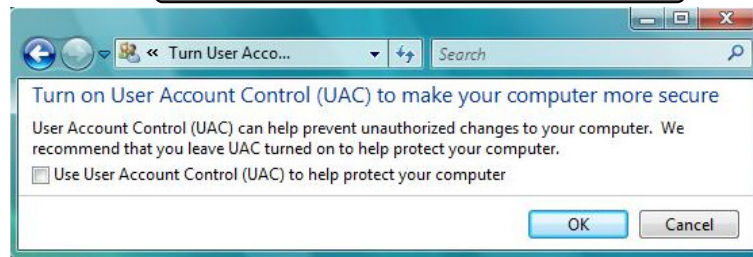 « Turn User Acco...
Search
Turn on User Account Control (UAC) to make your computer more secure
User Account Control (UAC) can help prevent unauthorized changes to your computer.  We
recommend that you leave UAC turned on to help protect your computer.
Use User Account Control (UAC) to help protect your computer
OK
Cancel